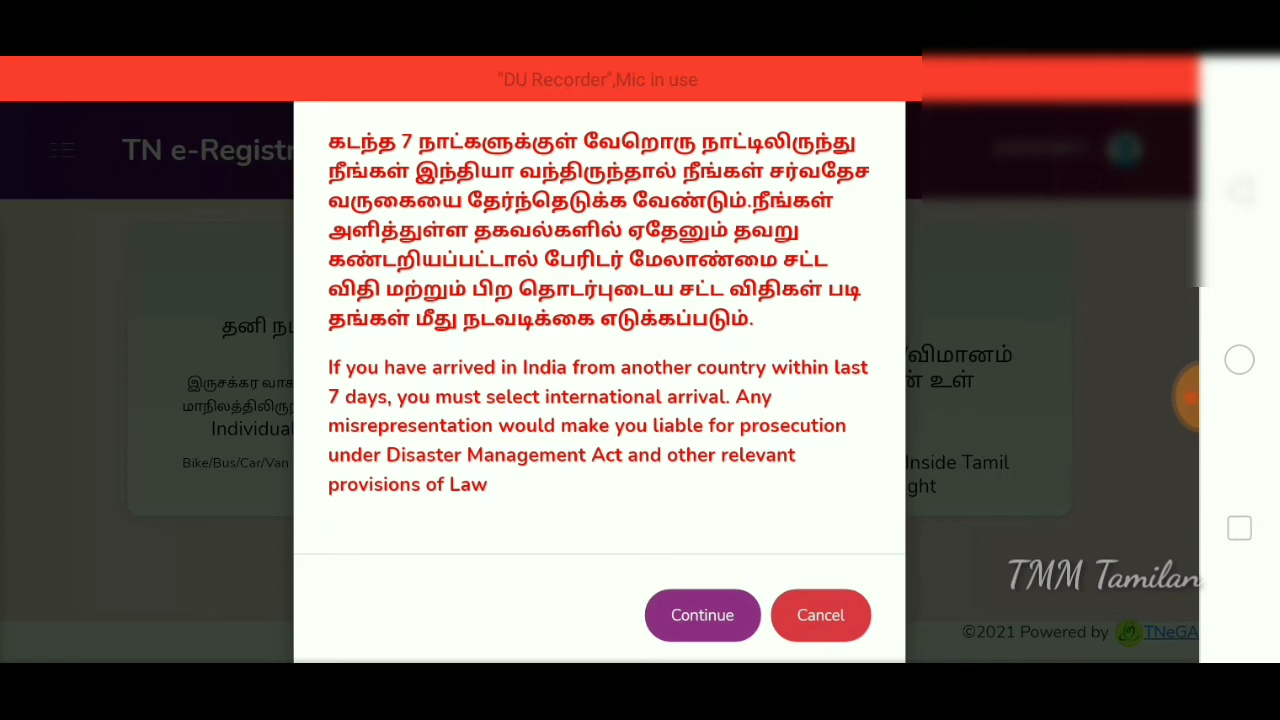 "DU Recorder",Mic in use
TN e-Registr
கடந்த 7 நாட்களுக்குள் வேறொரு நாட்டிலிருந்து
நீங்கள் இந்தியா வந்திருந்தால் நீங்கள் சர்வதேச
வருகையை தேர்ந்தெடுக்க வேண்டும்.நீங்கள்
அளித்துள்ள தகவல்களில் ஏதேனும் தவறு
கண்டறியப்பட்டால் பேரிடர் மேலாண்மை சட்ட
விதி மற்றும் பிற தொடர்புடைய சட்ட விதிகள் படி
தங்கள் மீது நடவடிக்கை எடுக்கப்படும்.
If you have arrived in India from another country within last
7 days, you must select international arrival. Any
misrepresentation would make you liable for prosecution
under Disaster Management Act and other relevant
provisions of Law
Continue
Cancel
தனி ந
இருசக்கர வாக
மாநிலத்திலிருந
Individual
Bike/Bus/Car/Van
/விமானம்
ன் உள்
Inside Tamil
ght
TMM Tamilan
©2021 Powered by TNeGA